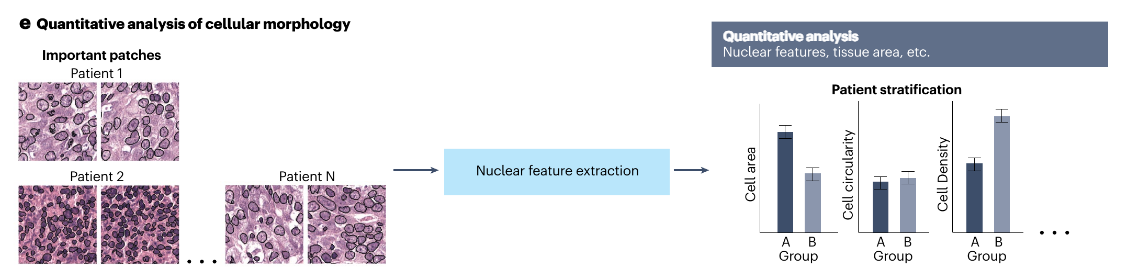 e Quantitative analysis of cellular morphology
Important patches
Patient 1
Patient 2
Patient N
. . .
Nuclear feature extraction
Quantitative analysis
Nuclear features, tissue area, etc.
Patient stratification
Cell area
A B
Group
Cell circularity
A B
Group
Cell Density
A B
Group
. . .